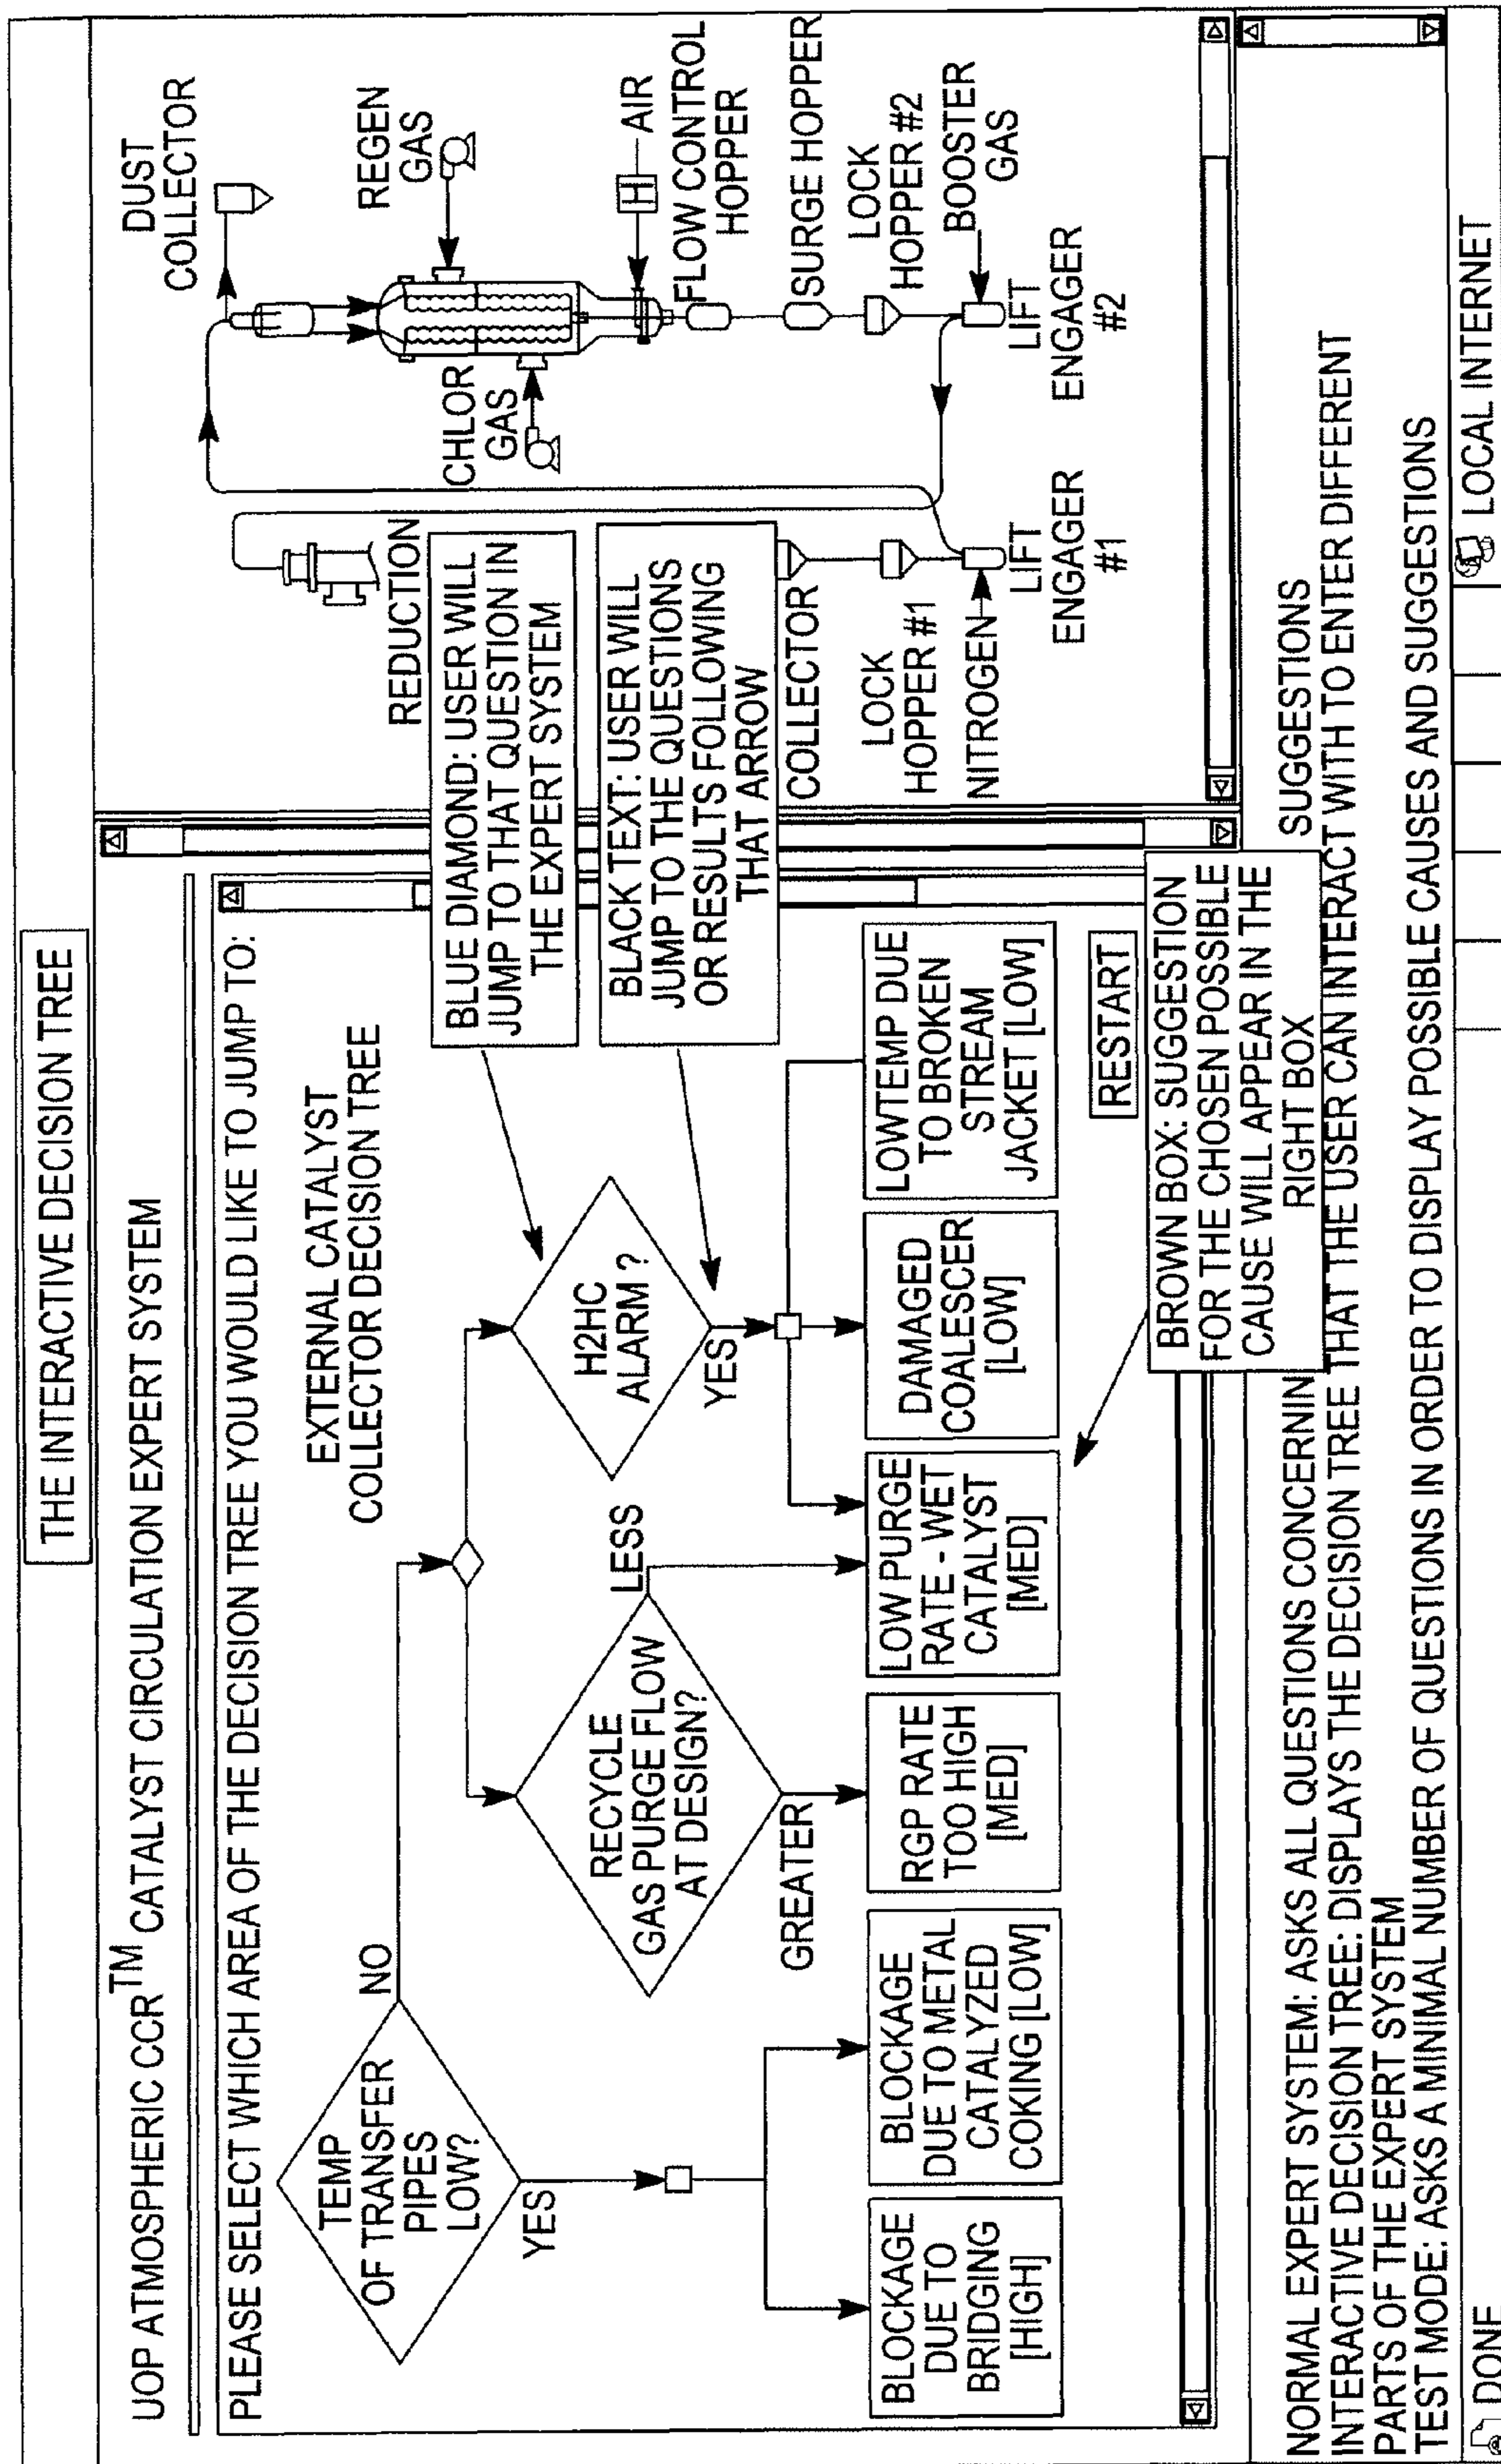 THE INTERACTIVE DECISION TREE
UOP ATMOSPHERIC CCR™ CATALYST CIRCULATION EXPERT SYSTEM
PLEASE SELECT WHICH AREA OF THE DECISION TREE YOU WOULD LIKE TO JUMP TO:
EXTERNAL CATALYST
COLLECTOR DECISION TREE
TEMP
OF TRANSFER
PIPES
LOW?
NO
YES
RECYCLE
GAS PURGE FLOW
AT DESIGN?
LESS
GREATER
H2HC
ALARM ?
YES
BLOCKAGE
DUE TO
BRIDGING
[HIGH]
BLOCKAGE
DUE TO METAL
CATALYZED
COKING [LOW]
RGP RATE
TOO HIGH
[MED]
LOW PURGE
RATE - WET
CATALYST
[MED]
DAMAGED
COALESCER
[LOW]
LOWTEMP DUE
TO BROKEN
STREAM
JACKET [LOW]
RESTART
BLUE DIAMOND: USER WILL
JUMP TO THAT QUESTION IN
THE EXPERT SYSTEM
BLACK TEXT: USER WILL
JUMP TO THE QUESTIONS
OR RESULTS FOLLOWING
THAT ARROW
BROWN BOX: SUGGESTION
FOR THE CHOSEN POSSIBLE
CAUSE WILL APPEAR IN THE
RIGHT BOX
DUST
COLLECTOR
REDUCTION
CHLOR
GAS
REGEN
GAS
AIR
FLOW CONTROL
HOPPER
SURGE HOPPER
COLLECTOR
LOCK
HOPPER #1
LOCK
HOPPER #2
NITROGEN
BOOSTER
GAS
LIFT
ENGAGER
#1
LIFT
ENGAGER
#2
SUGGESTIONS
NORMAL EXPERT SYSTEM: ASKS ALL QUESTIONS CONCERNIN
INTERACTIVE DECISION TREE: DISPLAYS THE DECISION TREE THAT THE USER CAN INTERACT WITH TO ENTER DIFFERENT
PARTS OF THE EXPERT SYSTEM
TEST MODE: ASKS A MINIMAL NUMBER OF QUESTIONS IN ORDER TO DISPLAY POSSIBLE CAUSES AND SUGGESTIONS
DONE
LOCAL INTERNET